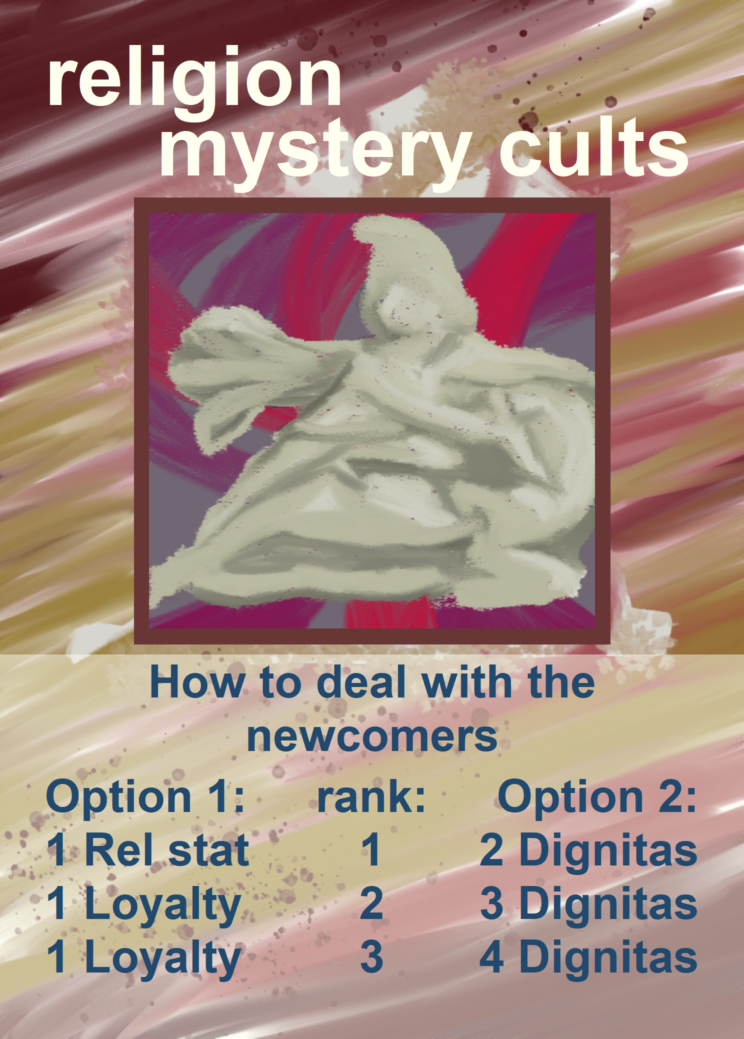 religion
mystery cults
How to deal with the
newcomers
Option 1: rank: Option 2:
1 Rel stat 1 2 Dignitas
1 Loyalty 2 3 Dignitas
1 Loyalty 3 4 Dignitas